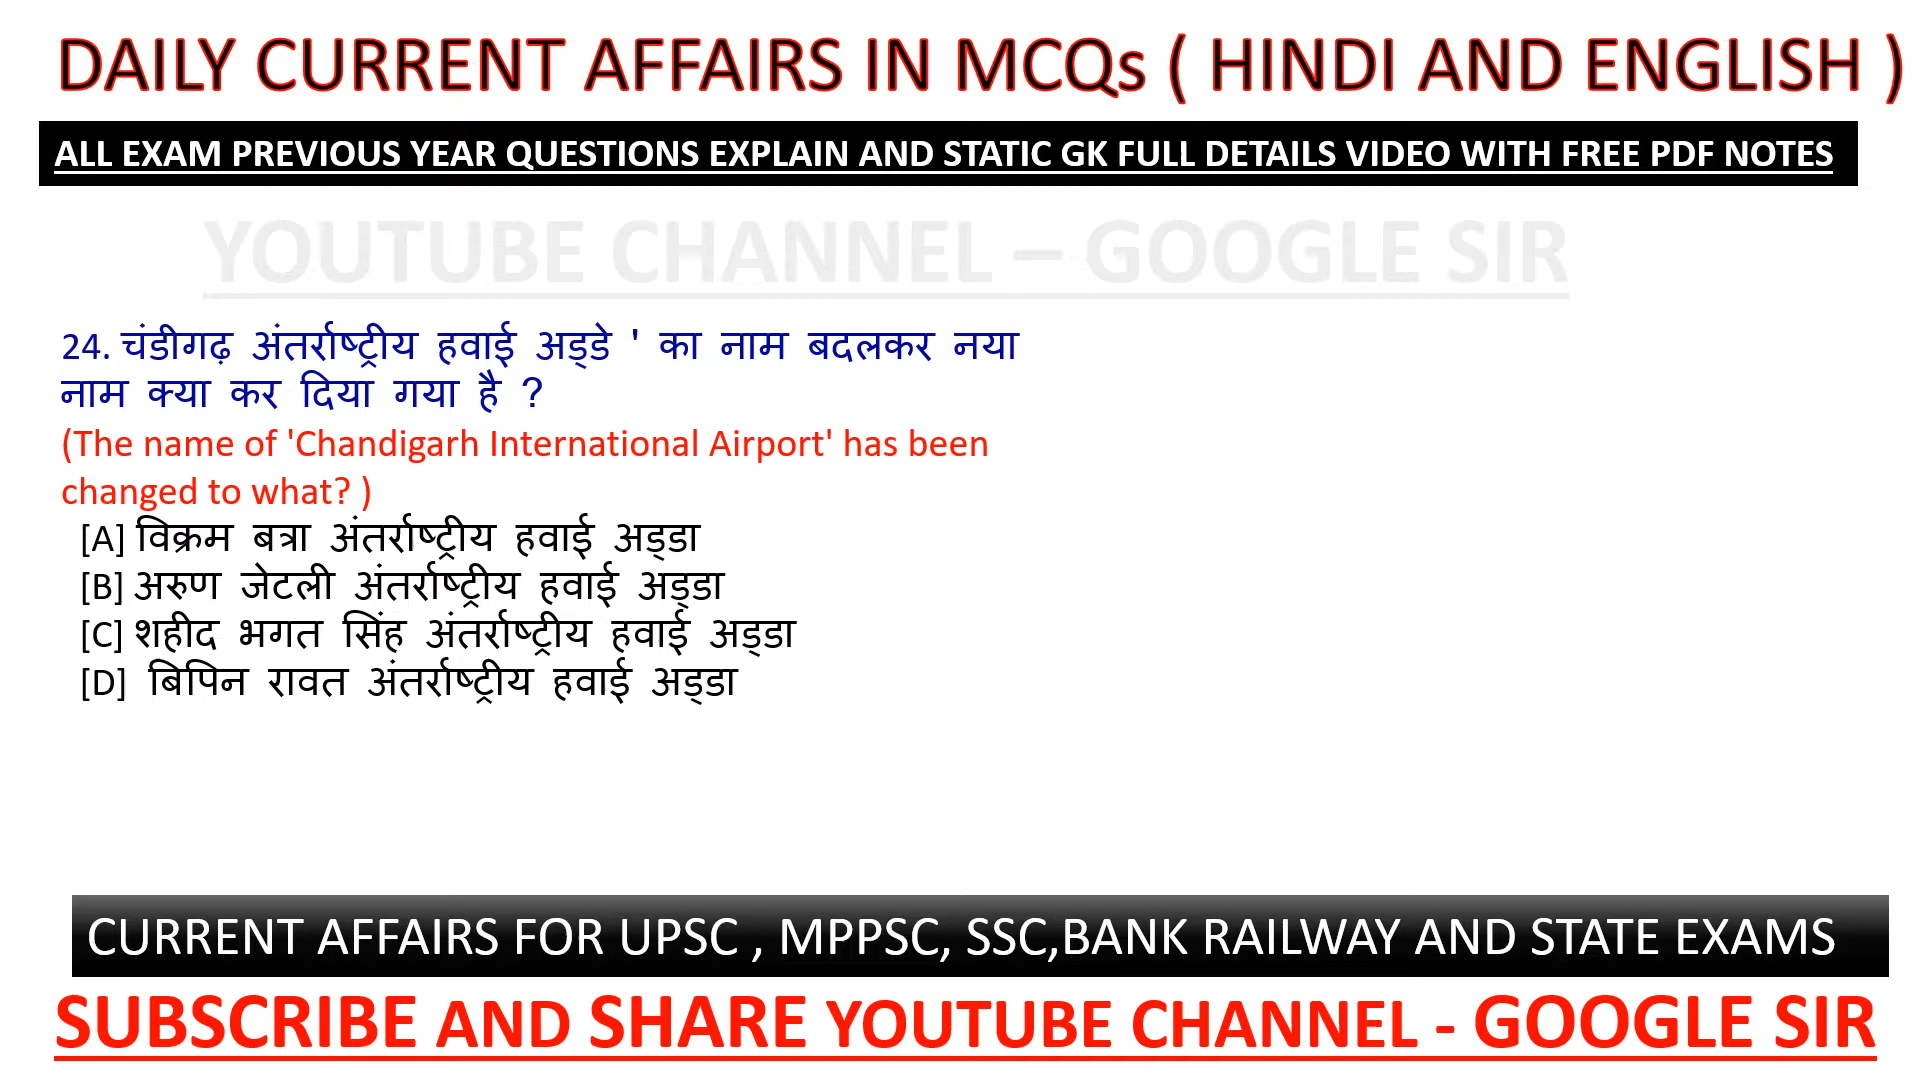 DAILY CURRENT AFFAIRS IN MCQs ( HINDI AND ENGLISH )
ALL EXAM PREVIOUS YEAR QUESTIONS EXPLAIN AND STATIC GK FULL DETAILS VIDEO WITH FREE PDF NOTES
YOUTUBE CHANNEL – GOOGLE SIR
24. चंडीगढ़ अंतर्राष्ट्रीय हवाई अड्डे ' का नाम बदलकर नया
नाम क्या कर दिया गया है ?
(The name of 'Chandigarh International Airport' has been
changed to what? )
[A] विक्रम बत्रा अंतर्राष्ट्रीय हवाई अड्डा
[B] अरुण जेटली अंतर्राष्ट्रीय हवाई अड्डा
[C] शहीद भगत सिंह अंतर्राष्ट्रीय हवाई अड्डा
[D] बिपिन रावत अंतर्राष्ट्रीय हवाई अड्डा
CURRENT AFFAIRS FOR UPSC , MPPSC, SSC,BANK RAILWAY AND STATE EXAMS
SUBSCRIBE AND SHARE YOUTUBE CHANNEL - GOOGLE SIR